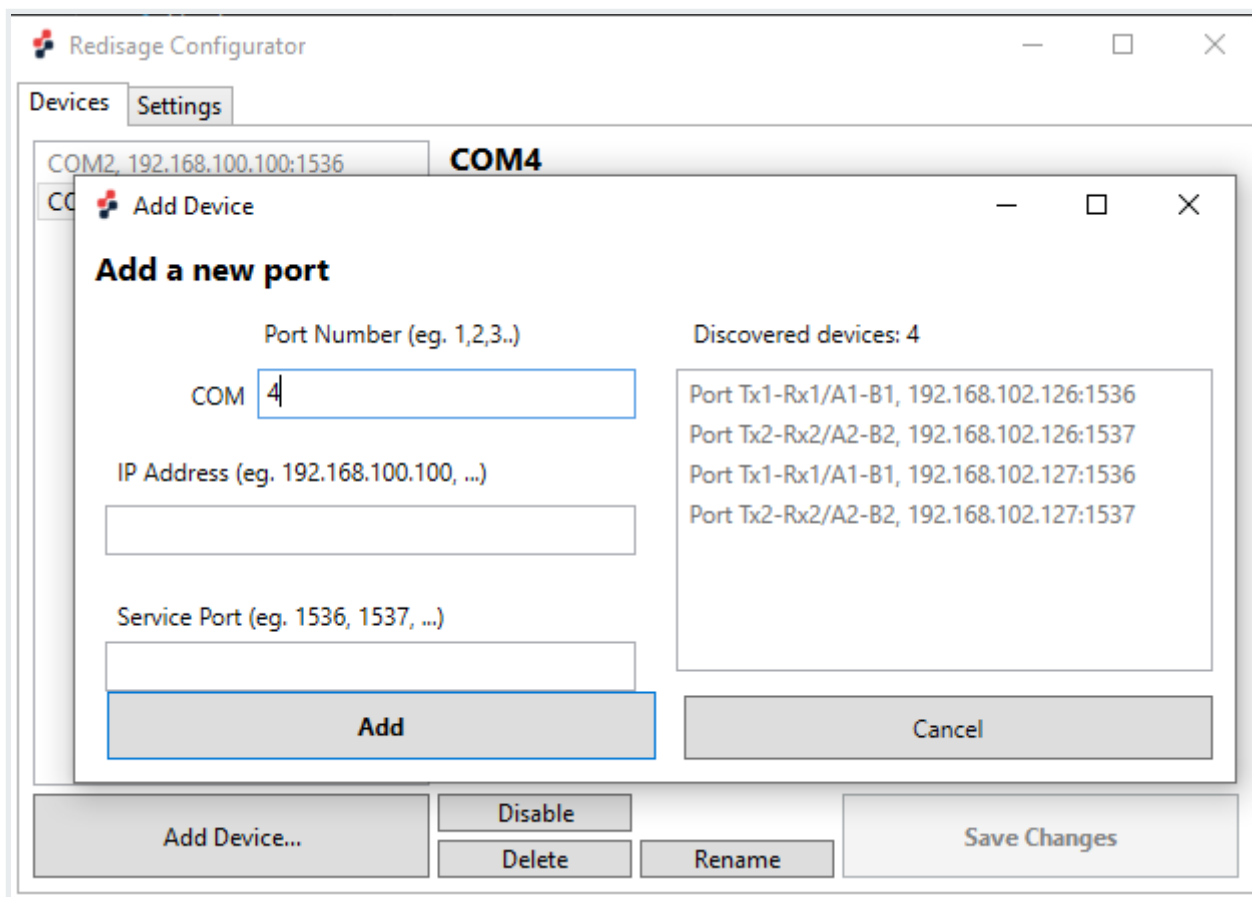 Redisage Configurator
Devices Settings
COM2, 192.168.100.100:1536
COM4
Add Device
Add a new port
Port Number (eg. 1,2,3..)
COM 4
IP Address (eg. 192.168.100.100, ...)
Service Port (eg. 1536, 1537, ...)
Add
Discovered devices: 4
Port Tx1-Rx1/A1-B1, 192.168.102.126:1536
Port Tx2-Rx2/A2-B2, 192.168.102.126:1537
Port Tx1-Rx1/A1-B1, 192.168.102.127:1536
Port Tx2-Rx2/A2-B2, 192.168.102.127:1537
Cancel
Add Device...
Disable
Delete
Rename
Save Changes